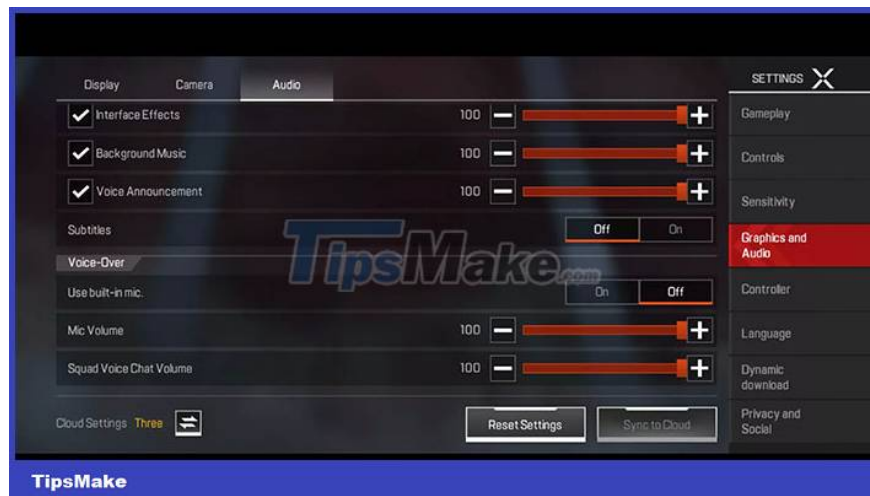 Display Camera Audio
SETTINGS
Interface Effects 100
Background Music 100
Voice Announcement 100
Subtitles Off On
Voice-Over
Use built-in mic. On Off
Mic Volume 100
Squad Voice Chat Volume 100
Cloud Settings Three
Reset Settings Sync to Cloud
Gameplay
Controls
Sensitivity
Graphics and
Audio
Controller
Language
Dynamic
download
Privacy and
Social
TipsMake.com
TipsMake